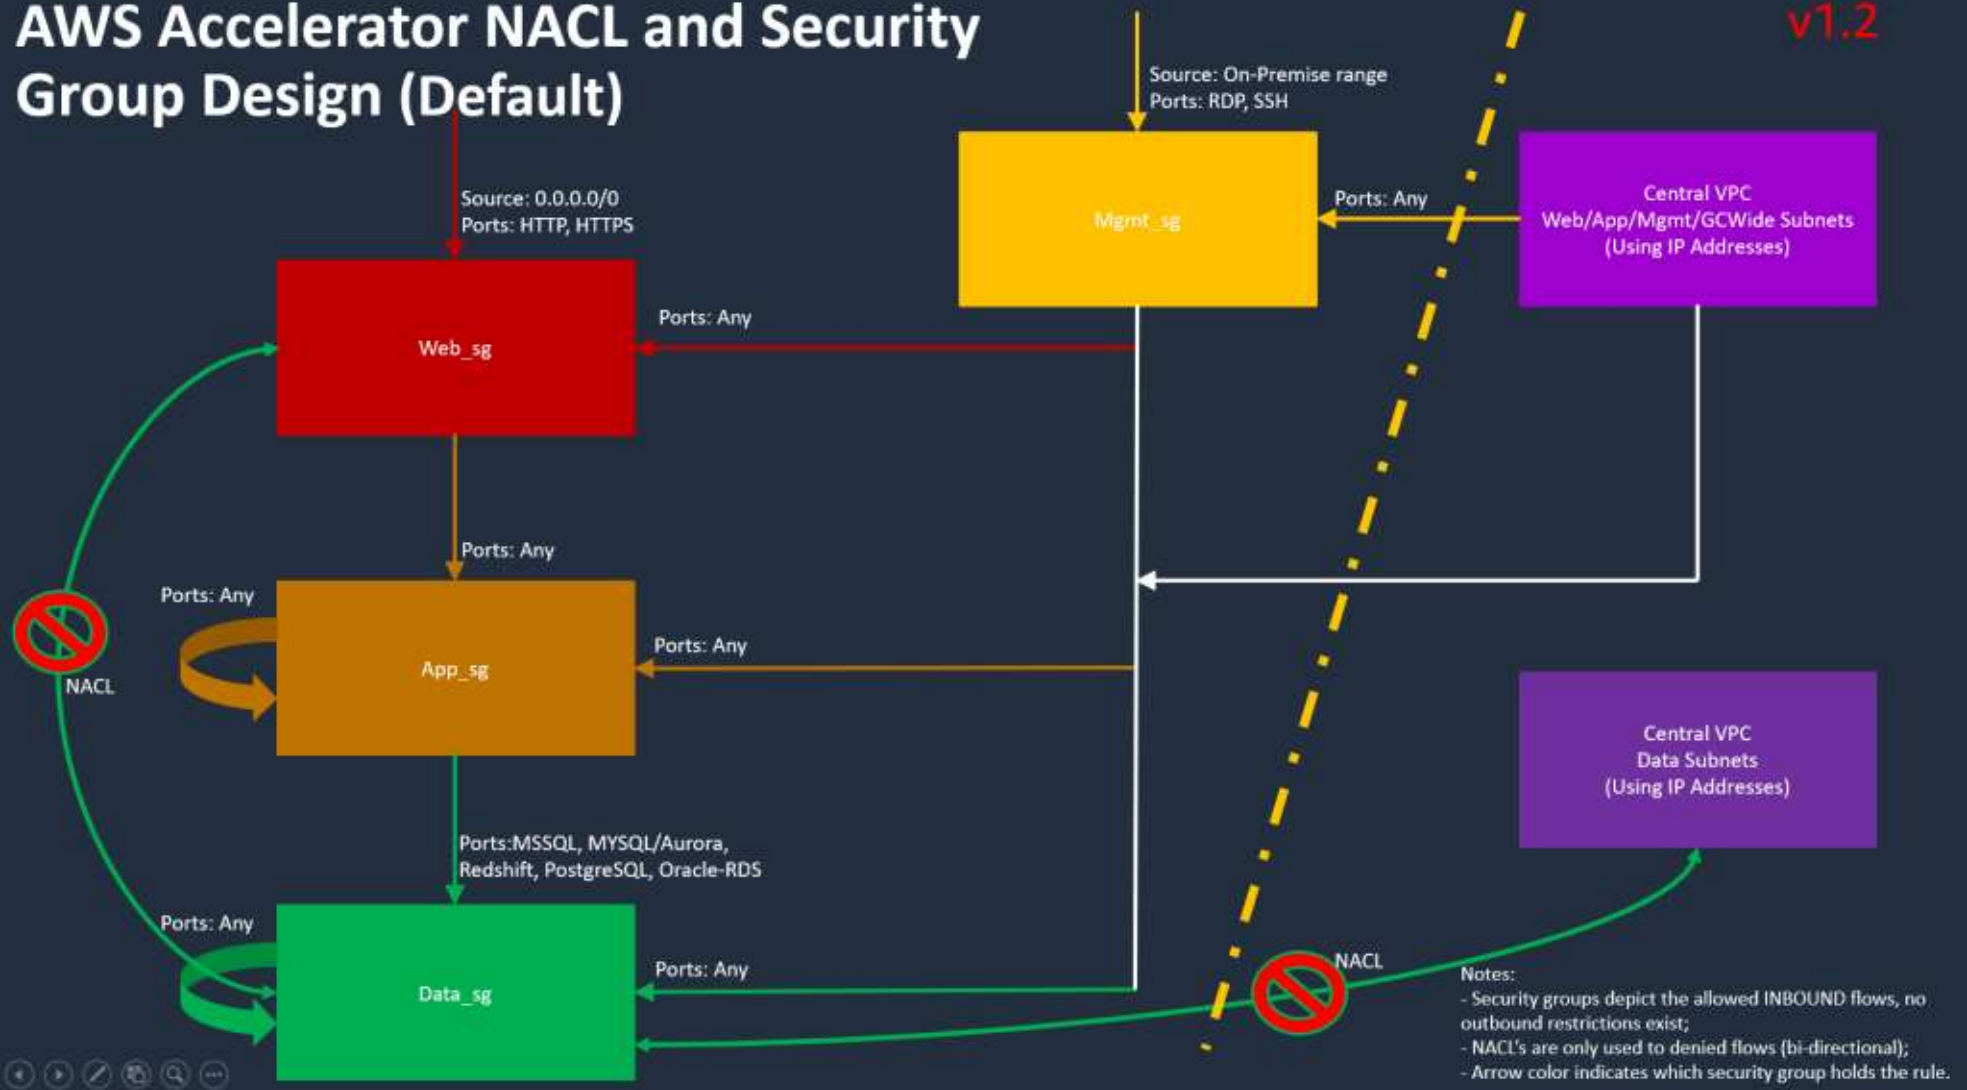 AWS Accelerator NACL and Security
Group Design (Default)
v1.2
Source: On-Premise range
Ports: RDP, SSH
Source: 0.0.0.0/0
Ports: HTTP, HTTPS
Mgmt_sg
Ports: Any
Central VPC
Web/App/Mgmt/GCWide Subnets
(Using IP Addresses)
Web_sg
Ports: Any
Ports: Any
Ports: Any
NACL
App_sg
Ports: Any
Central VPC
Data Subnets
(Using IP Addresses)
Ports:MSSQL, MYSQL/Aurora,
Redshift, PostgreSQL, Oracle-RDS
Ports: Any
Data_sg
Ports: Any
NACL
Notes:
- Security groups depict the allowed INBOUND flows, no
outbound restrictions exist;
- NACL's are only used to denied flows (bi-directional);
- Arrow color indicates which security group holds the rule.